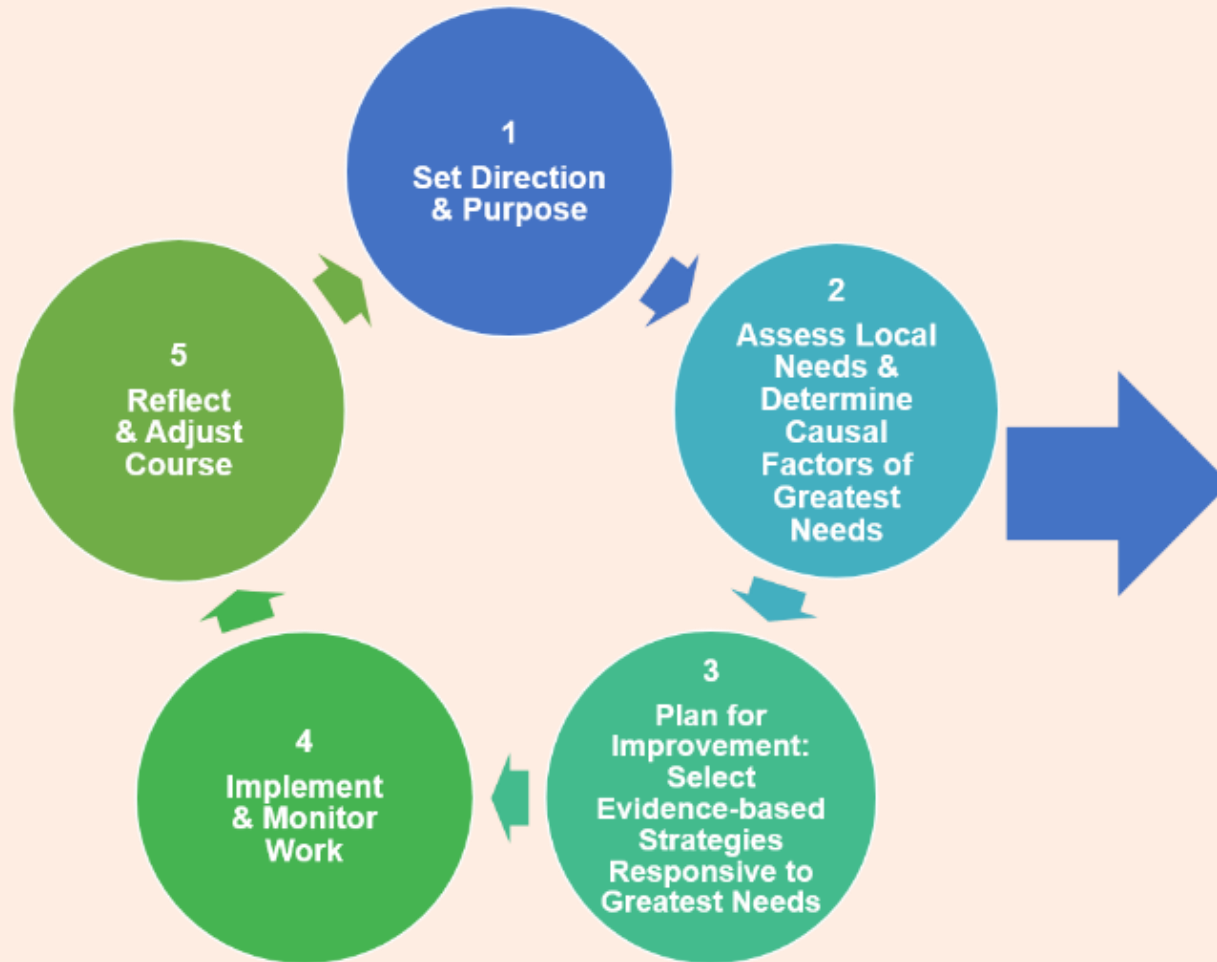 1
Set Direction
& Purpose
2
Assess Local
Needs &
Determine
Causal
Factors of
Greatest
Needs
3
Plan for
Improvement:
Select
Evidence-based
Strategies
Responsive to
Greatest Needs
4
Implement
& Monitor
Work
5
Reflect
& Adjust
Course